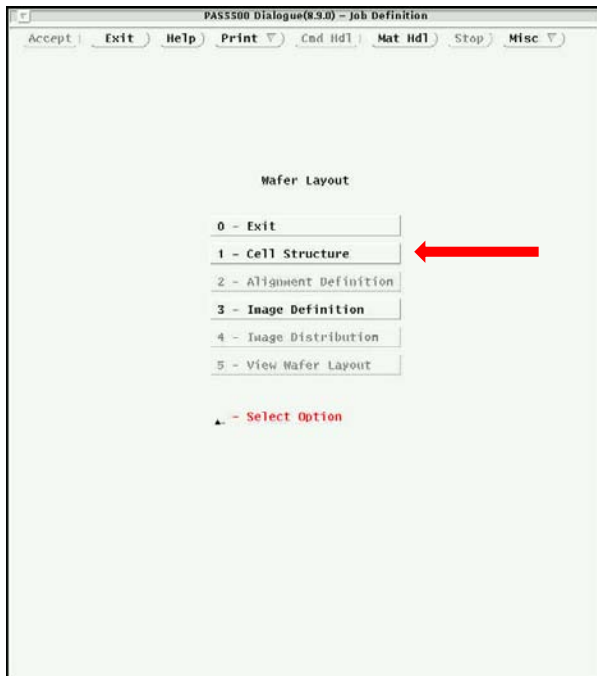 PAS5500 Dialogue(8.9.0) – Job Definition
Accept Exit Help Print Cmd Hdl Mat Hdl Stop Misc
Wafer Layout
0 - Exit
1 - Cell Structure
2 - Alignment Definition
3 - Image Definition
4 - Image Distribution
5 - View Wafer Layout
- Select Option